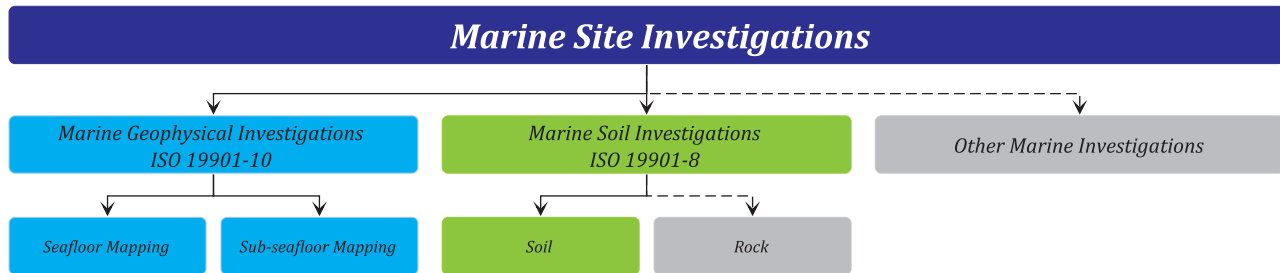 Marine Site Investigations
Marine Geophysical Investigations
ISO 19901-10
Marine Soil Investigations
ISO 19901-8
Other Marine Investigations
Seafloor Mapping
Sub-seafloor Mapping
Soil
Rock